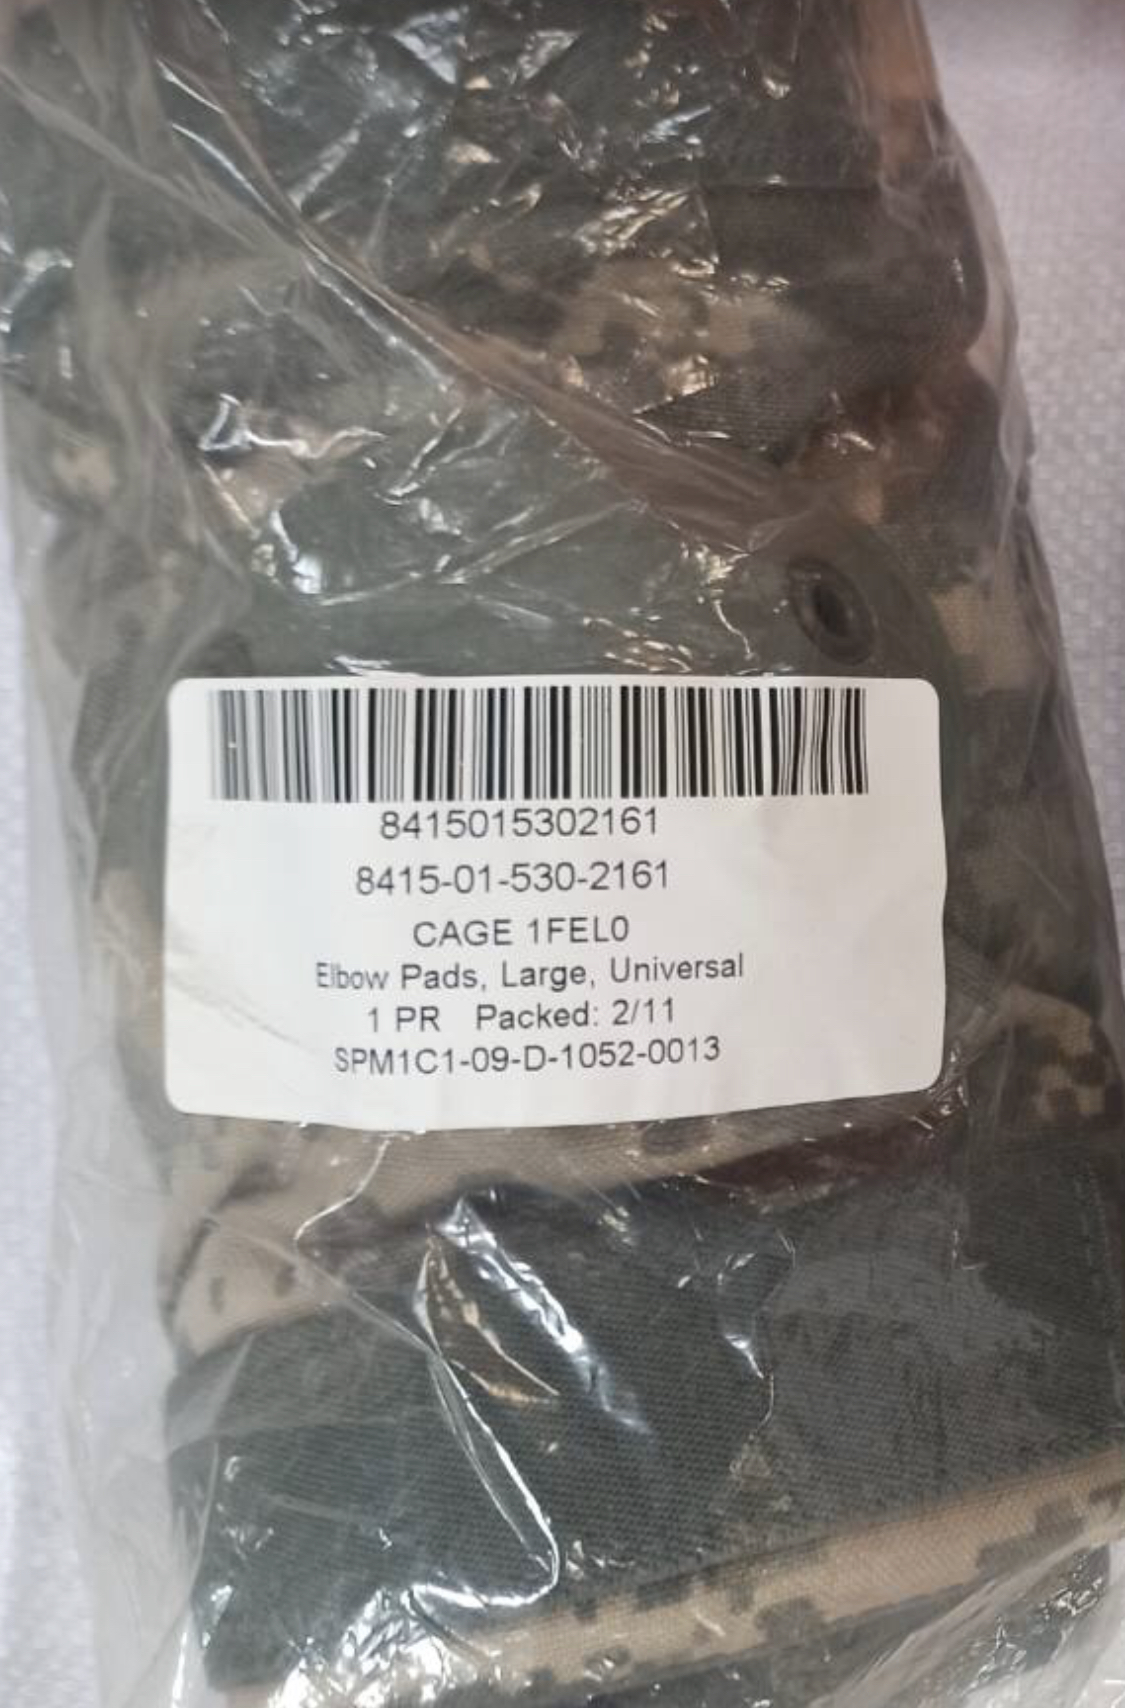 8415015302161
8415-01-530-2161
CAGE 1FEL0
Elbow Pads, Large, Universal
1 PR Packed: 2/11
SPM1C1-09-D-1052-0013